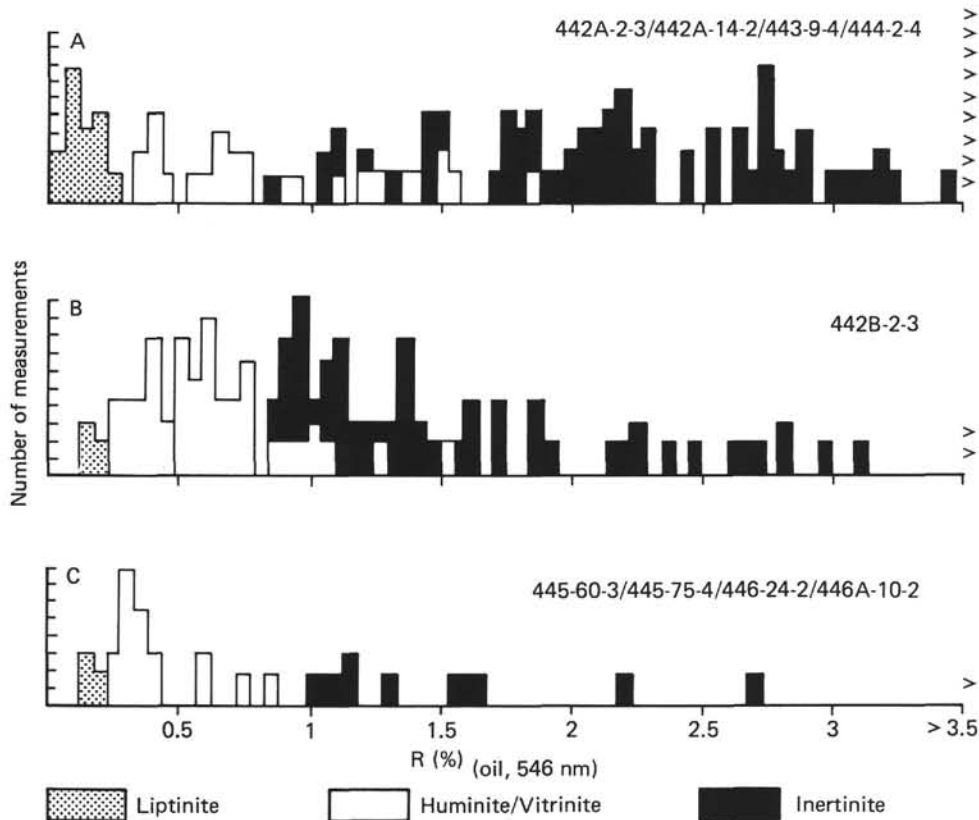 A
442A-2-3/442A-14-2/443-9-4/444-2-4
>
>
>
>
>
>
>
>
>
>
B
442B-2-3
>
>
Number of measurements
C
445-60-3/445-75-4/446-24-2/446A-10-2
>
0.5 1 1.5 2 2.5 3 > 3.5
R (%) (oil, 546 nm)
Liptinite Huminite/Vitrinite Inertinite